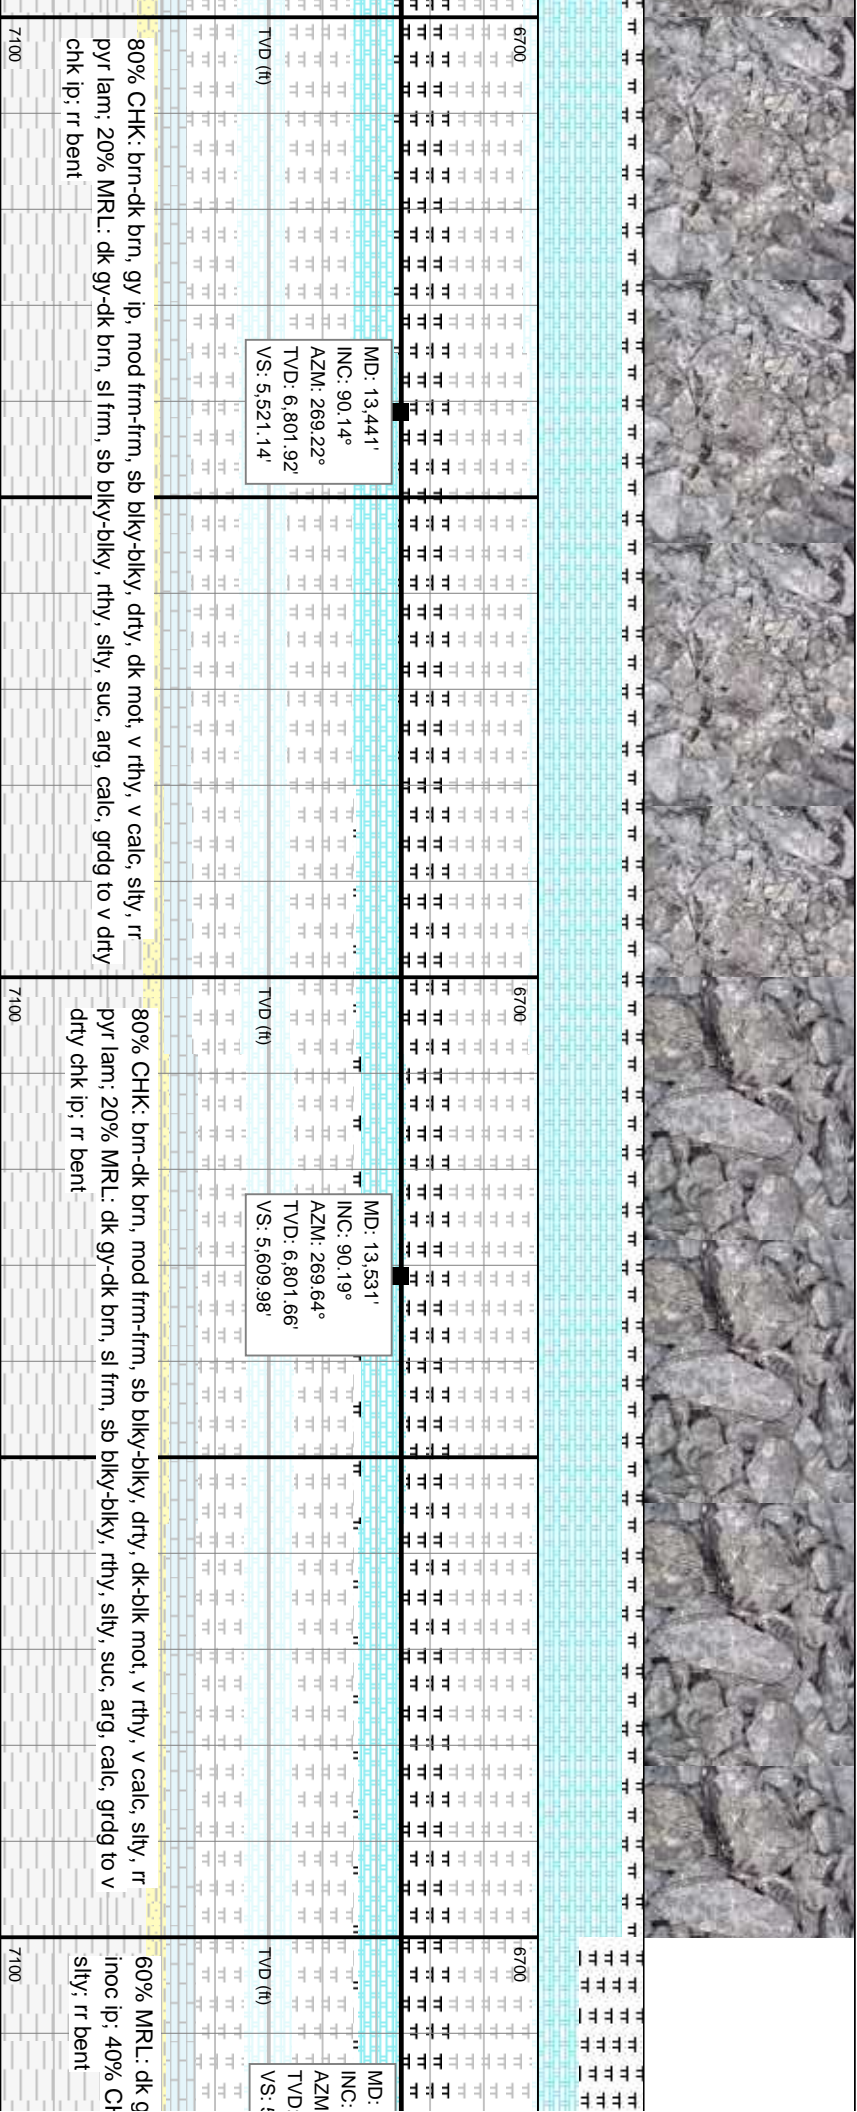 6700
TVD (ft)
7100
MD: 13,441'
INC: 90.14°
AZM: 269.22°
TVD: 6,801.92'
VS: 5,521.14'
80% CHK: brn-dk brn, gy ip, mod frm-frm, sb blky-blky, drty, dk mot, v rthy, v calc, slty, rr
pyr lam; 20% MRL: dk gy-dk brn, sl frm, sb blky-blky, rthy, slty, suc, arg, calc, grdg to v drty
chk ip; rr bent
6700
TVD (ft)
7100
MD: 13,531'
INC: 90.19°
AZM: 269.64°
TVD: 6,801.66'
VS: 5,609.98'
80% CHK: brn-dk brn, mod frm-frm, sb blky-blky, drty, dk-blk mot, v rthy, v calc, slty, rr
pyr lam; 20% MRL: dk gy-dk brn, sl frm, sb blky-blky, rthy, slty, suc, arg, calc, grdg to v
drty chk ip; rr bent
6700
TVD (ft)
7100
MD:
INC:
AZM
TVD:
VS:
60% MRL: dk g
inoc ip; 40% CH
slty; rr bent